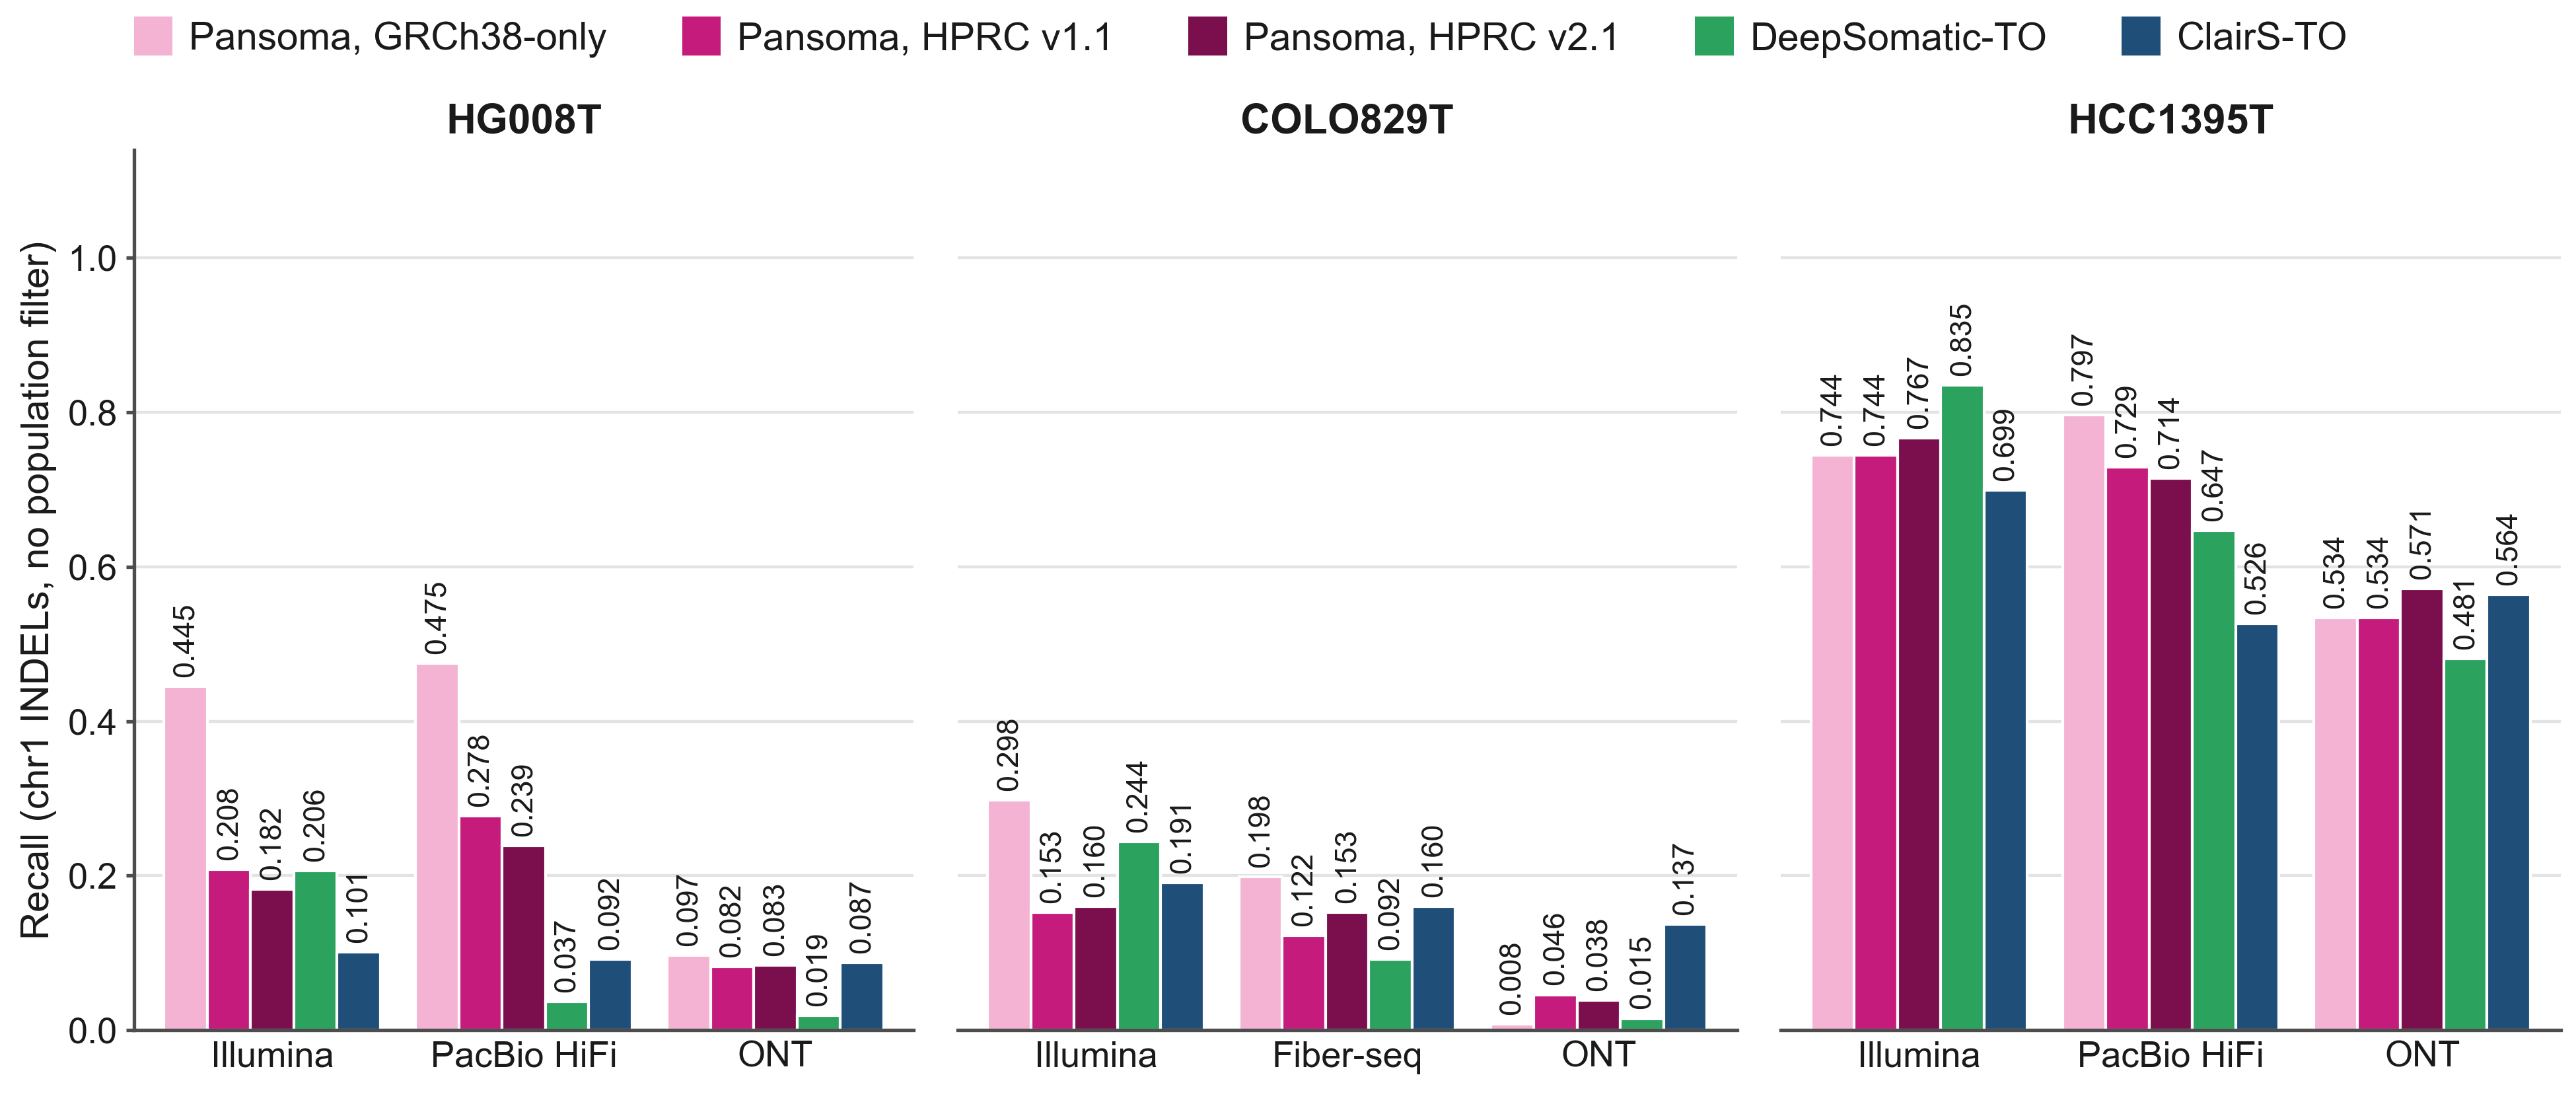 Pansoma, GRCh38-only Pansoma, HPRC v1.1 Pansoma, HPRC v2.1 DeepSomatic-TO ClairS-TO
HG008T COLO829T HCC1395T
Recall (chr1 INDELs, no population filter)
1.0
0.8
0.6
0.4
0.2
0.0
0.445 0.208 0.182 0.206 0.101
0.475 0.278 0.239 0.037 0.092
0.097 0.082 0.083 0.019 0.087
0.298 0.153 0.160 0.244 0.191
0.198 0.122 0.153 0.092 0.160
0.008 0.046 0.038 0.015 0.137
0.744 0.744 0.767 0.835 0.699
0.797 0.729 0.714 0.647 0.526
0.534 0.534 0.571 0.481 0.564
Illumina PacBio HiFi ONT Illumina Fiber-seq ONT Illumina PacBio HiFi ONT